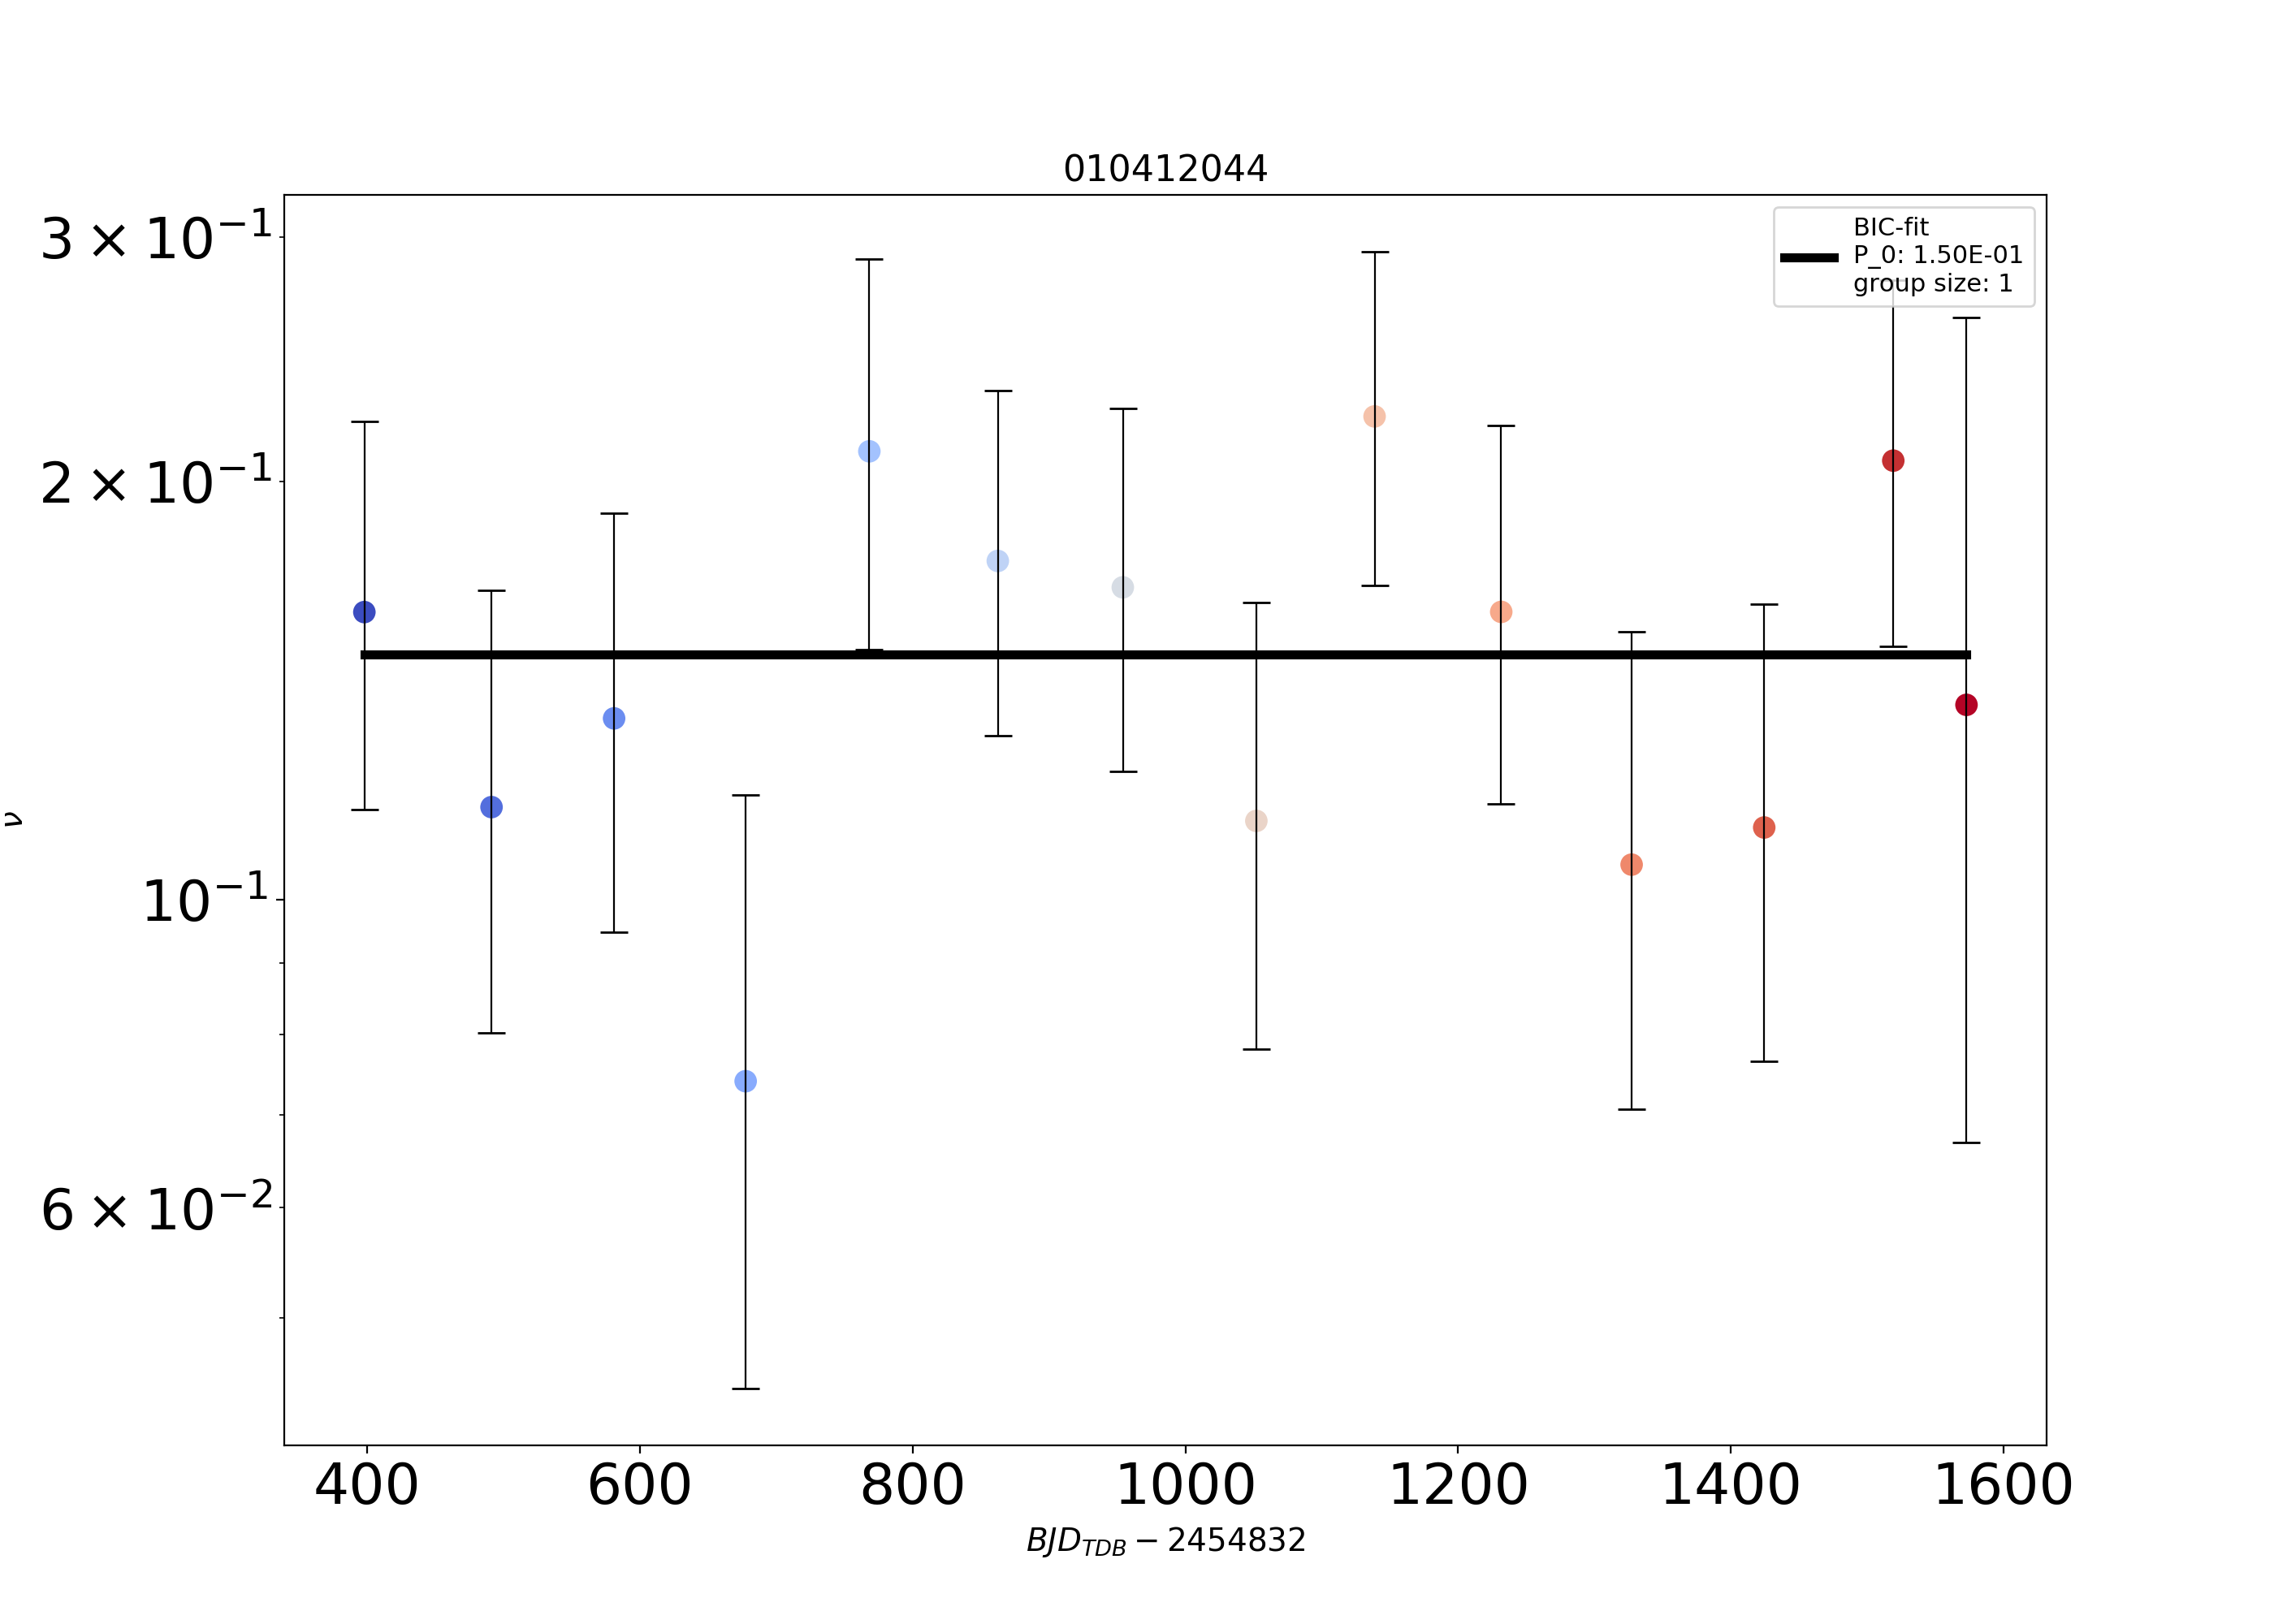 010412044
3 × 10⁻¹
2 × 10⁻¹
10⁻¹
6 × 10⁻²
ν
BIC-fit
P_0: 1.50E-01
group size: 1
400 600 800 1000 1200 1400 1600
BJD_TDB − 2454832